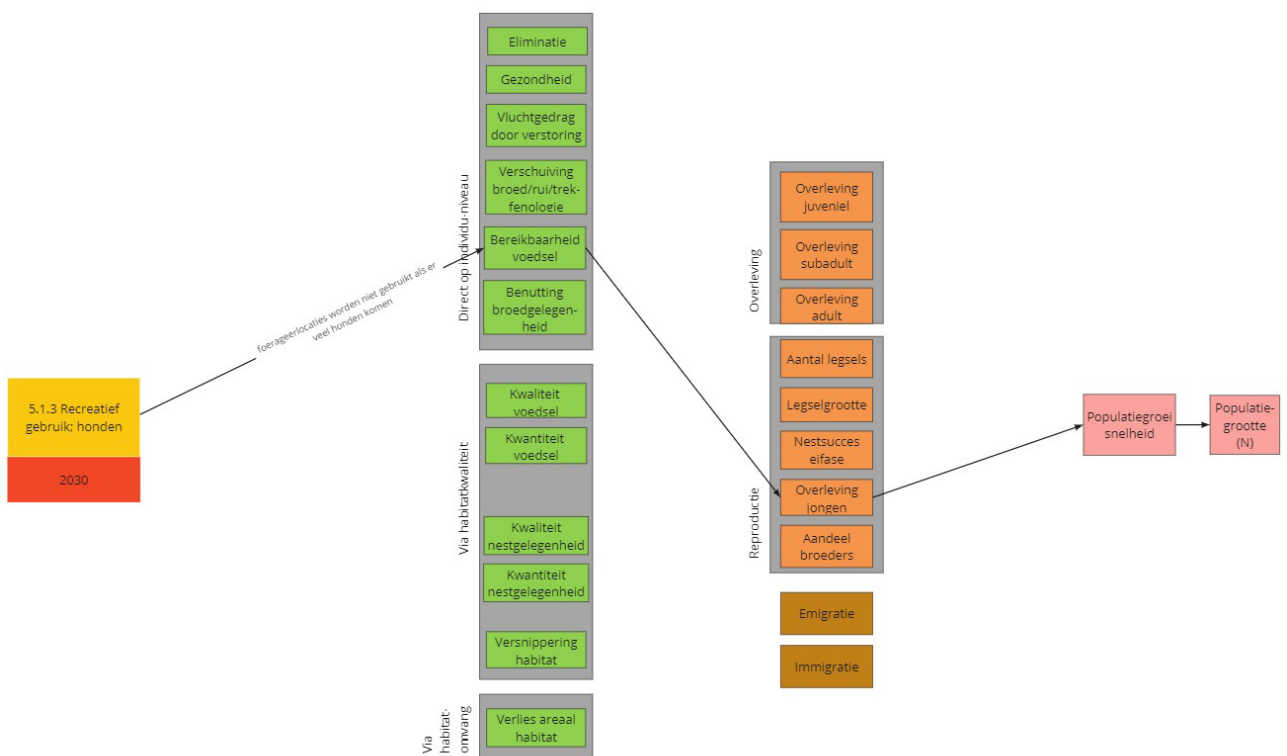 5.1.3 Recreatief
gebruik; honden
2030
foerageerlocaties worden niet gebruikt als er
veel honden komen
Direct op individu-niveau
Eliminatie
Gezondheid
Vluchtgedrag
door verstoring
Verschuiving
broed/rui/trek-
fenologie
Bereikbaarheid
voedsel
Benutting
broedgelegen-
heid
Via habitatkwaliteit
Kwaliteit
voedsel
Kwantiteit
voedsel
Kwaliteit
nestgelegenheid
Kwantiteit
nestgelegenheid
Versnippering
habitat
Via
habitat-
omvang
Verlies areaal
habitat
Overleving
Overleving
juveniel
Overleving
subadult
Overleving
adult
Reproductie
Aantal legsels
Legselgrootte
Nestsucces
eifase
Overleving
jongen
Aandeel
broeders
Emigratie
Immigratie
Populatiegroei
snelheid
Populatie-
grootte
(N)